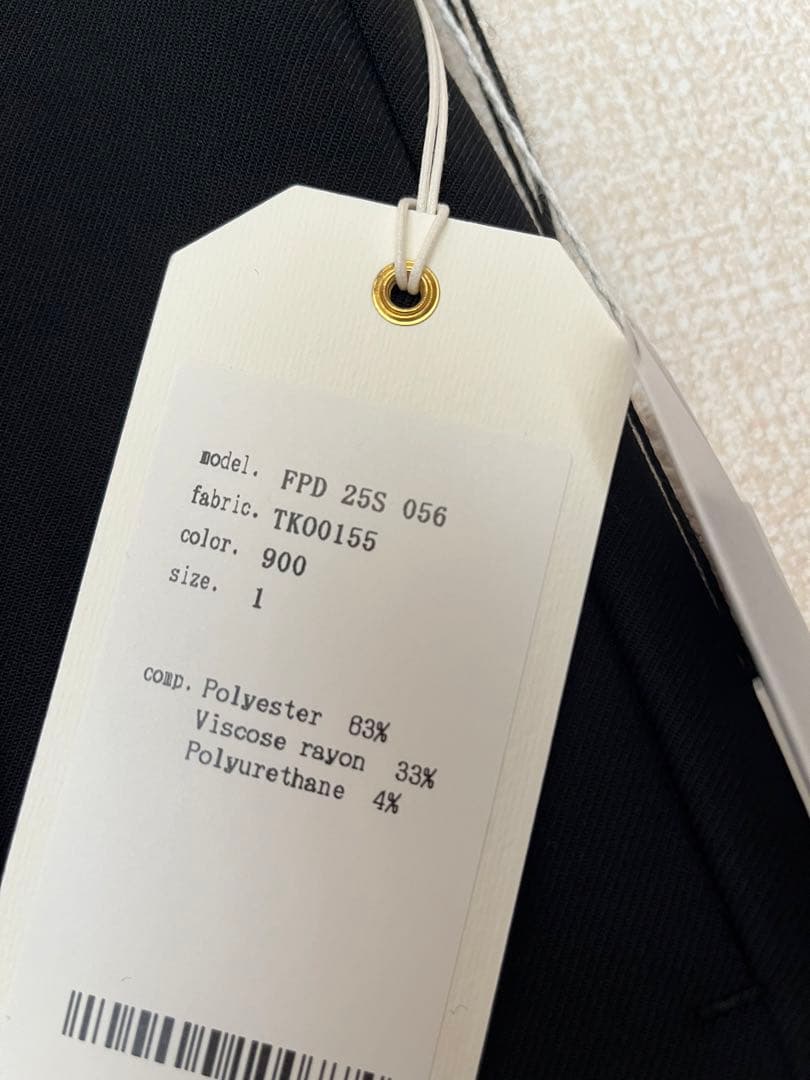 model. FPD 25S 056
fabric. TK00155
color. 900
size. 1
comp. Polyester 63%
Viscose rayon 33%
Polyurethane 4%